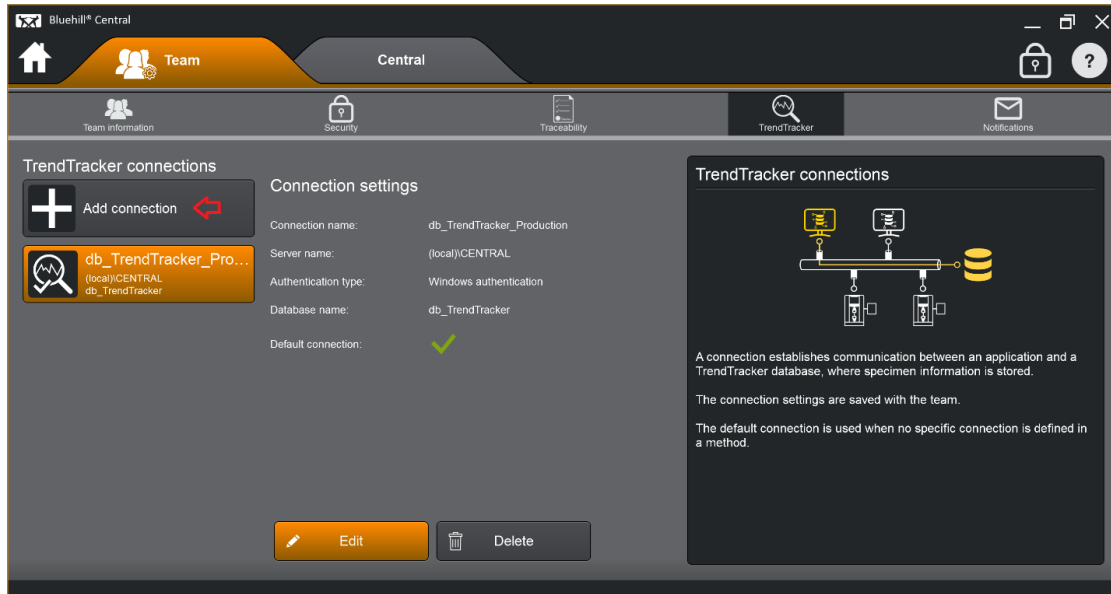 Bluehill® Central
Team
Central
?
Team information
Security
Traceability
TrendTracker
Notifications
TrendTracker connections
Add connection
db_TrendTracker_Pro...
(local)\CENTRAL
db_TrendTracker
Connection settings
Connection name: db_TrendTracker_Production
Server name: (local)\CENTRAL
Authentication type: Windows authentication
Database name: db_TrendTracker
Default connection:
Edit
Delete
TrendTracker connections
A connection establishes communication between an application and a
TrendTracker database, where specimen information is stored.
The connection settings are saved with the team.
The default connection is used when no specific connection is defined in
a method.